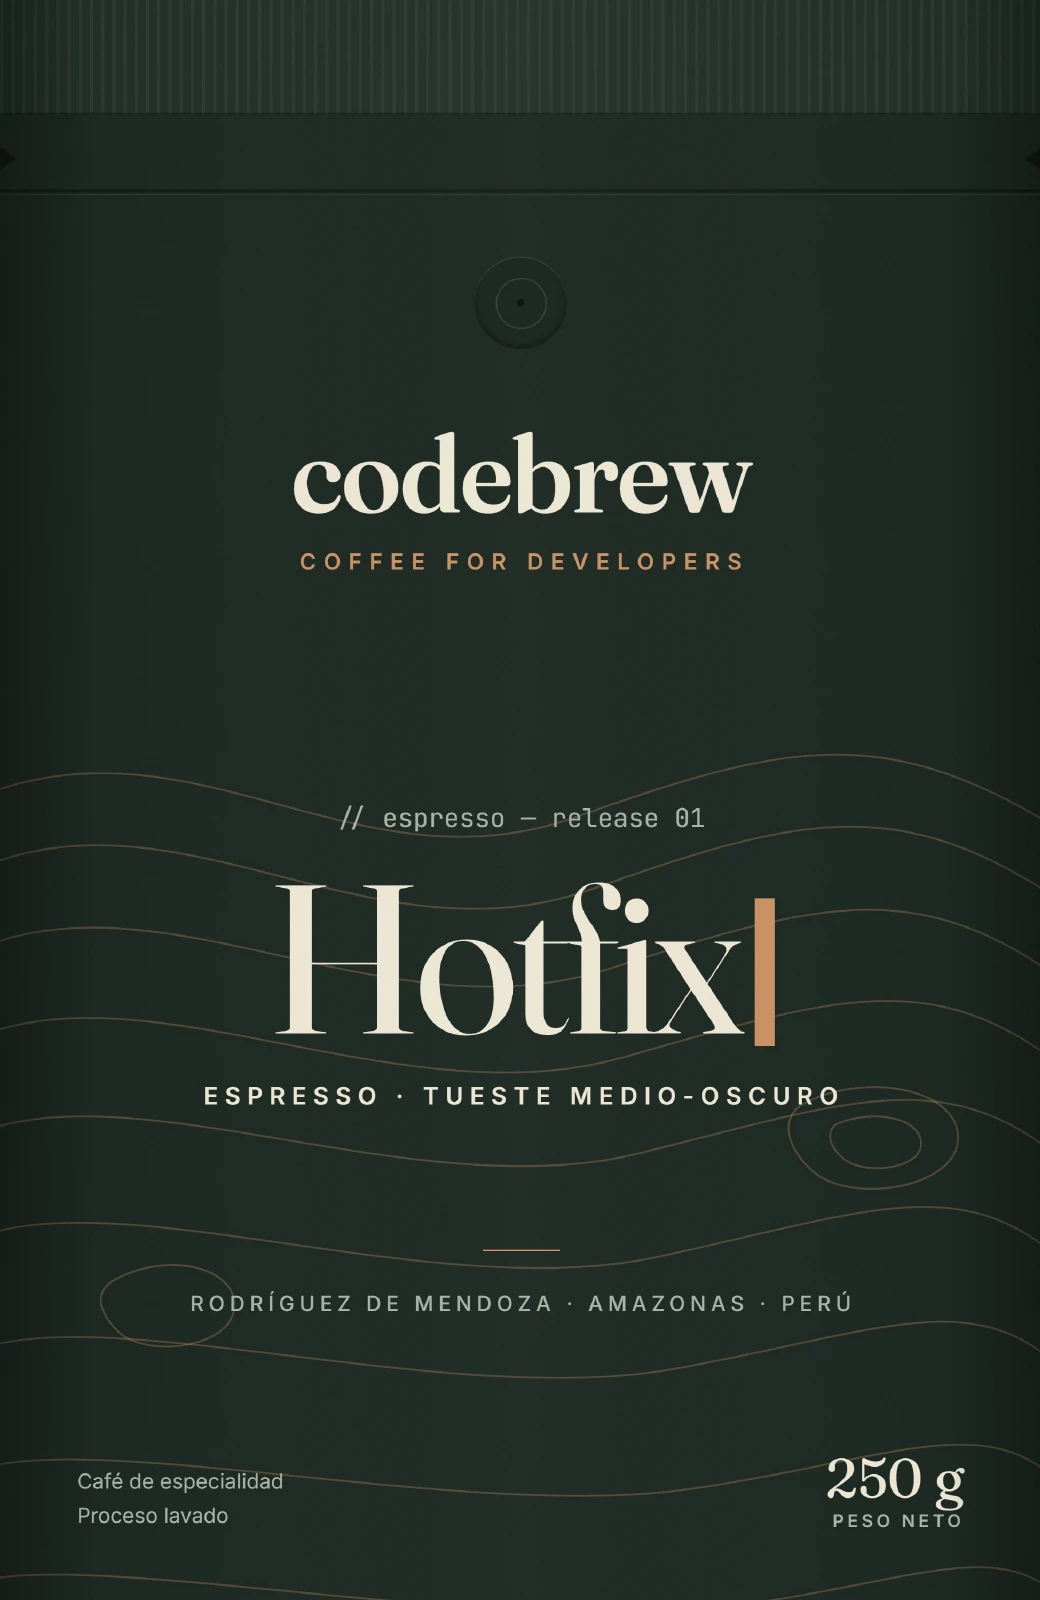 codebrew
COFFEE FOR DEVELOPERS
// espresso — release 01
Hotfix
ESPRESSO · TUESTE MEDIO-OSCURO
RODRÍGUEZ DE MENDOZA · AMAZONAS · PERÚ
Café de especialidad
Proceso lavado
250 g
PESO NETO